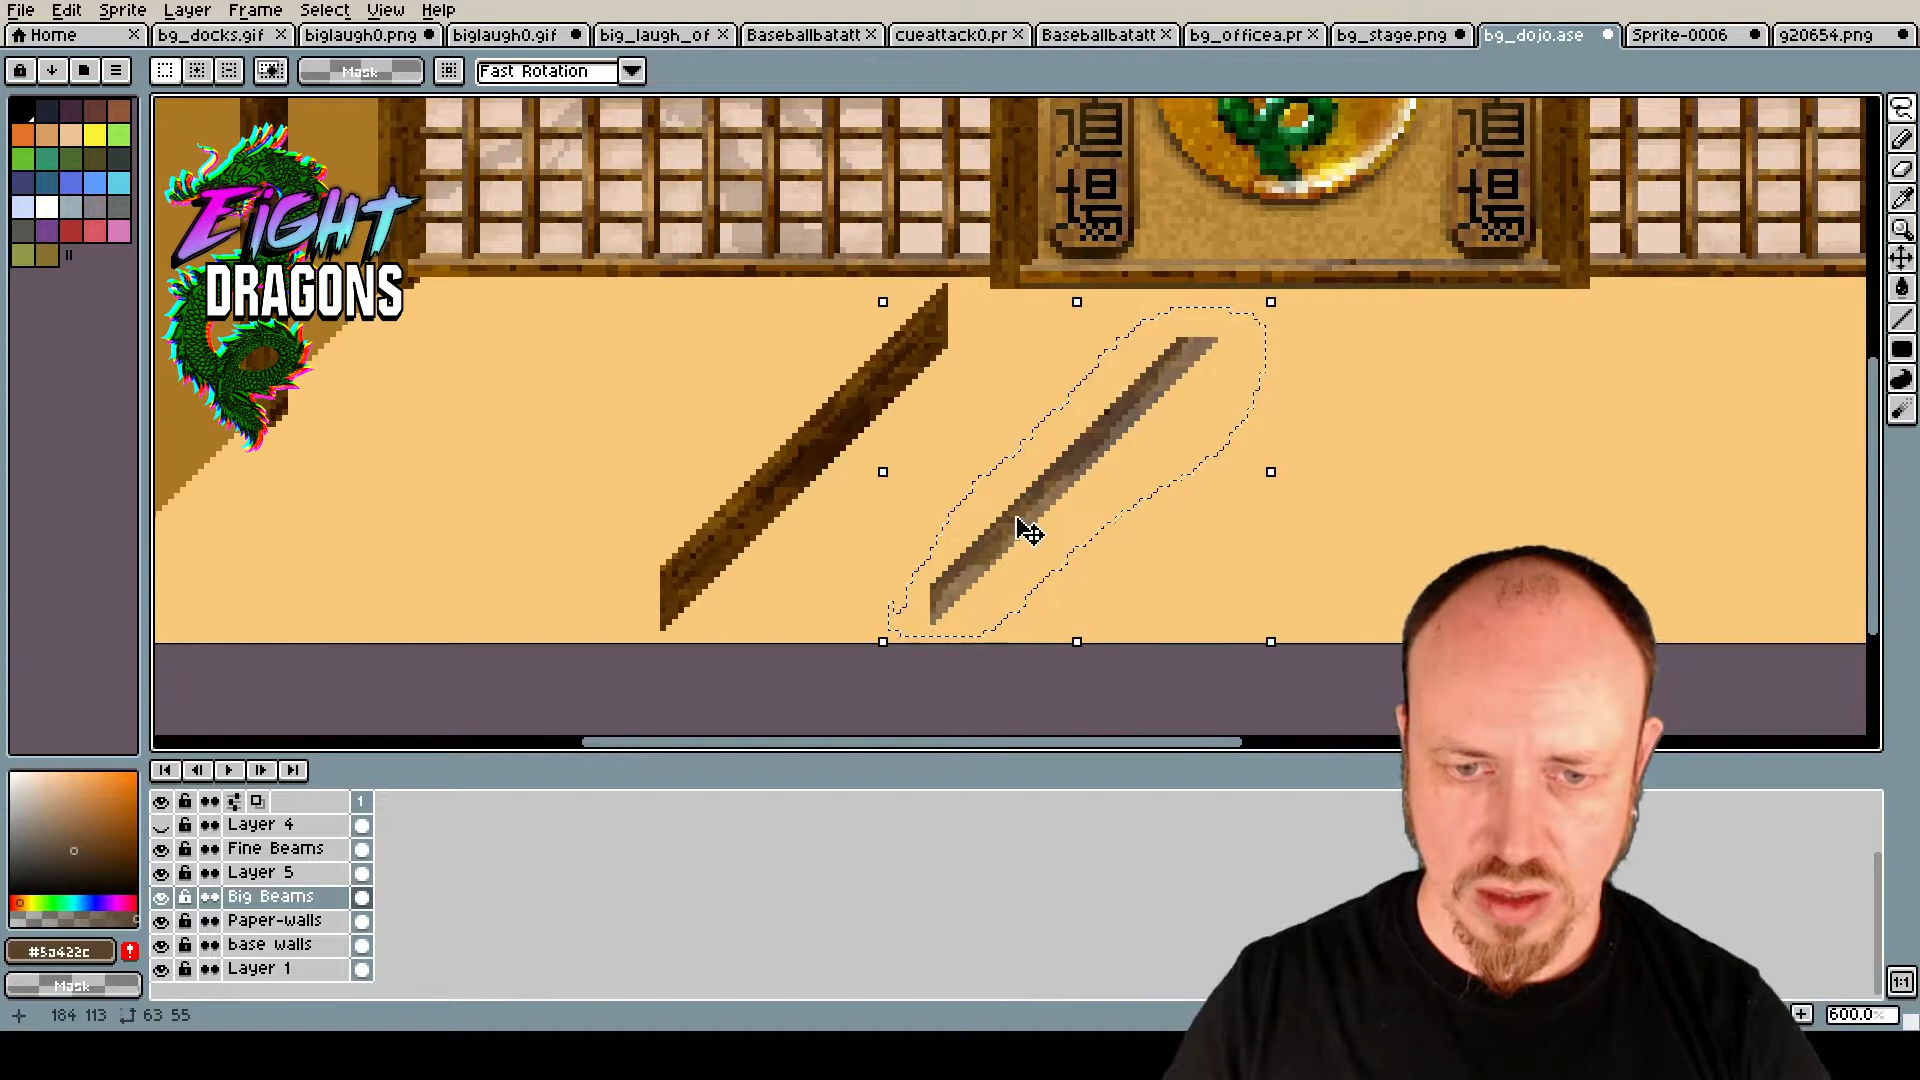 File Edit Sprite Layer Frame Select View Help
Home bg_docks.gif biglaugh0.png biglaugh0.gif big_laugh_of Baseballbatatt cueattack0.pr Baseballbatatt bg_officea.pr bg_stage.png bg_dojo.ase Sprite-0006 g20654.png
Mask Fast Rotation
道 道
場 場
EIGHT
DRAGONS
1
Layer 4
Fine Beams
Layer 5
Big Beams
Paper-walls
base walls
Layer 1
#5a422c
Mask
1:1
184 113 63 55
600.0%